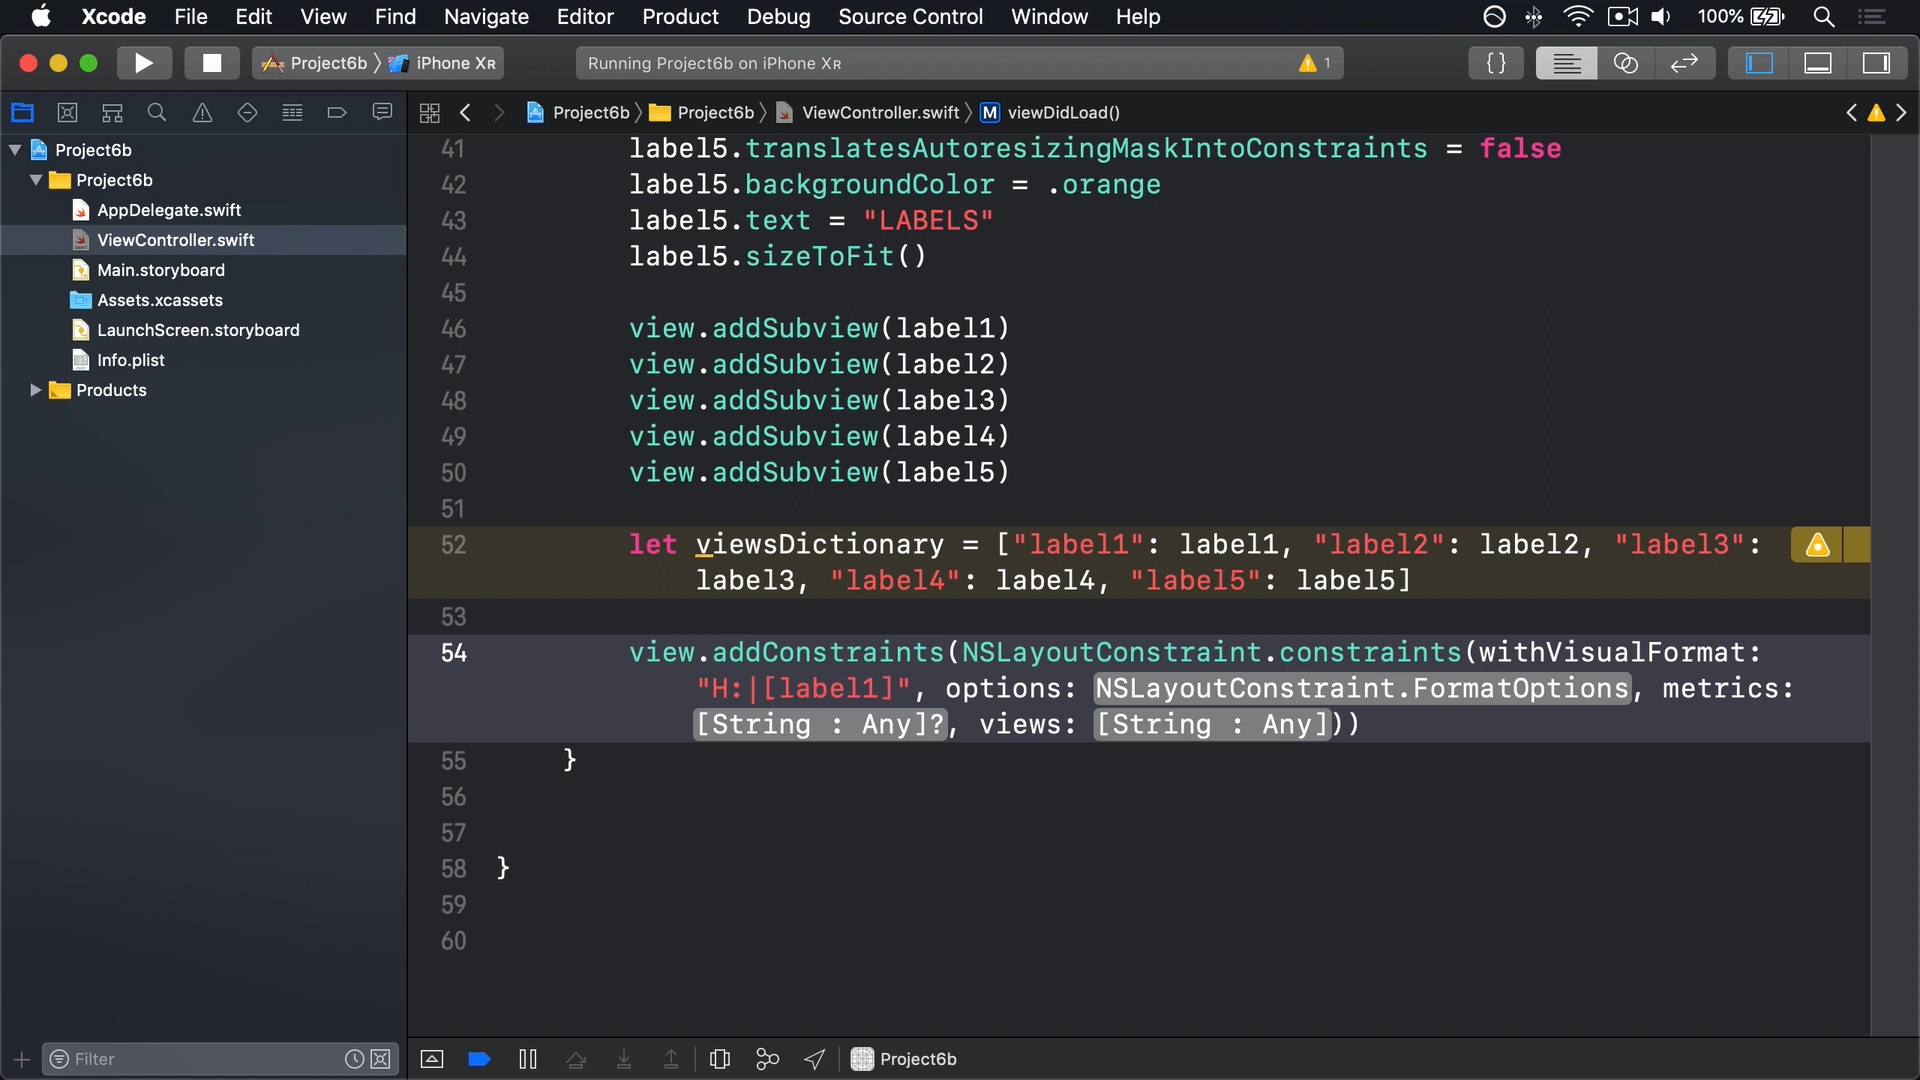 Xcode File Edit View Find Navigate Editor Product Debug Source Control Window Help 100%
Project6b iPhone XR
Running Project6b on iPhone XR 1
Project6b Project6b ViewController.swift M viewDidLoad()
Project6b
Project6b
AppDelegate.swift
ViewController.swift
Main.storyboard
Assets.xcassets
LaunchScreen.storyboard
Info.plist
Products
41 label5.translatesAutoresizingMaskIntoConstraints = false
42 label5.backgroundColor = .orange
43 label5.text = "LABELS"
44 label5.sizeToFit()
45
46 view.addSubview(label1)
47 view.addSubview(label2)
48 view.addSubview(label3)
49 view.addSubview(label4)
50 view.addSubview(label5)
51
52 let viewsDictionary = ["label1": label1, "label2": label2, "label3":
label3, "label4": label4, "label5": label5]
53
54 view.addConstraints(NSLayoutConstraint.constraints(withVisualFormat:
"H:|[label1]", options: NSLayoutConstraint.FormatOptions, metrics:
[String : Any]?, views: [String : Any]))
55 }
56
57
58 }
59
60
Filter
Project6b